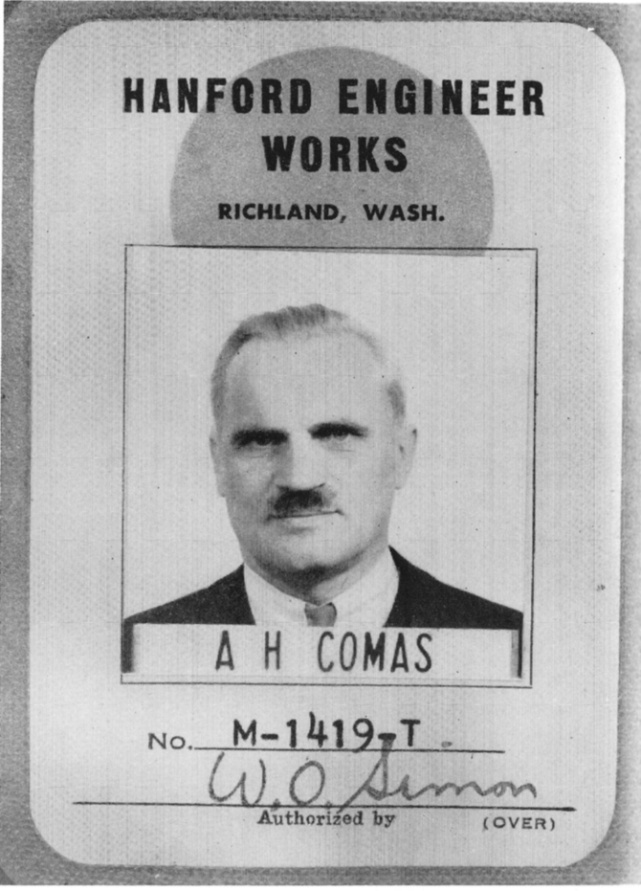 HANFORD ENGINEER
WORKS
RICHLAND, WASH.
A H COMAS
No. M-1419-T
W.O. Simon
Authorized by (OVER)